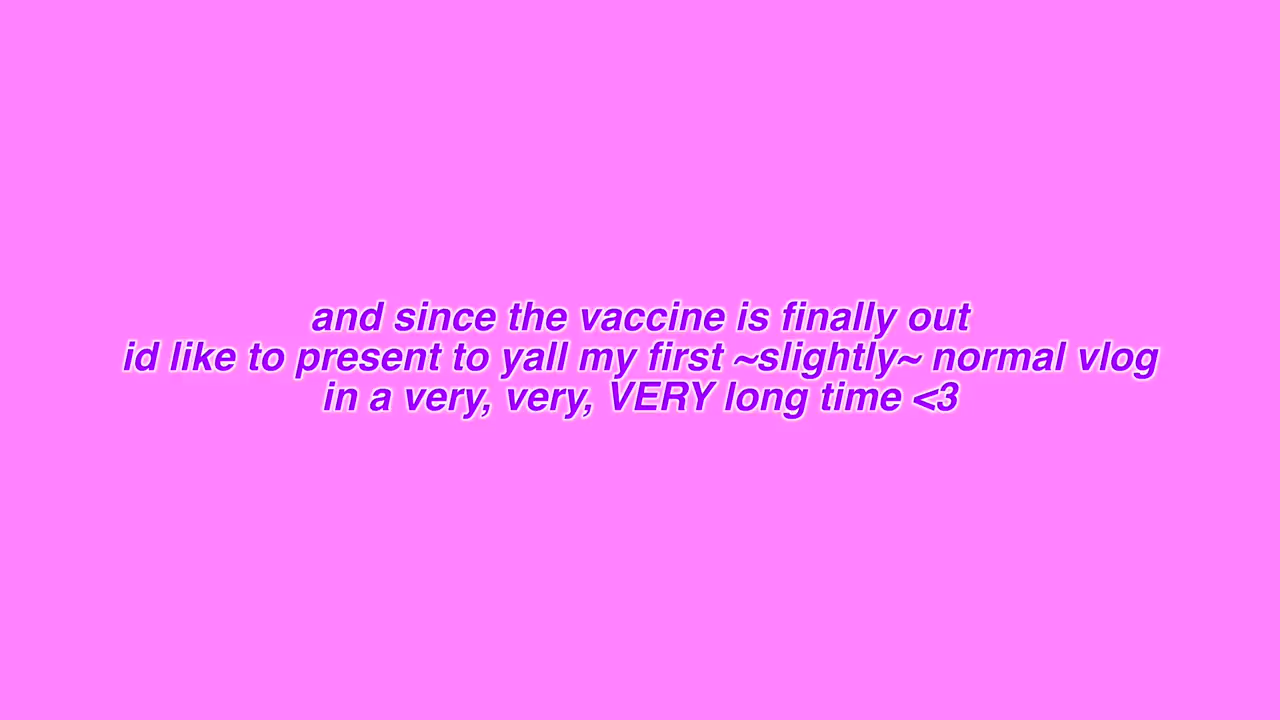 and since the vaccine is finally out
id like to present to yall my first ~slightly~ normal vlog
in a very, very, VERY long time <3